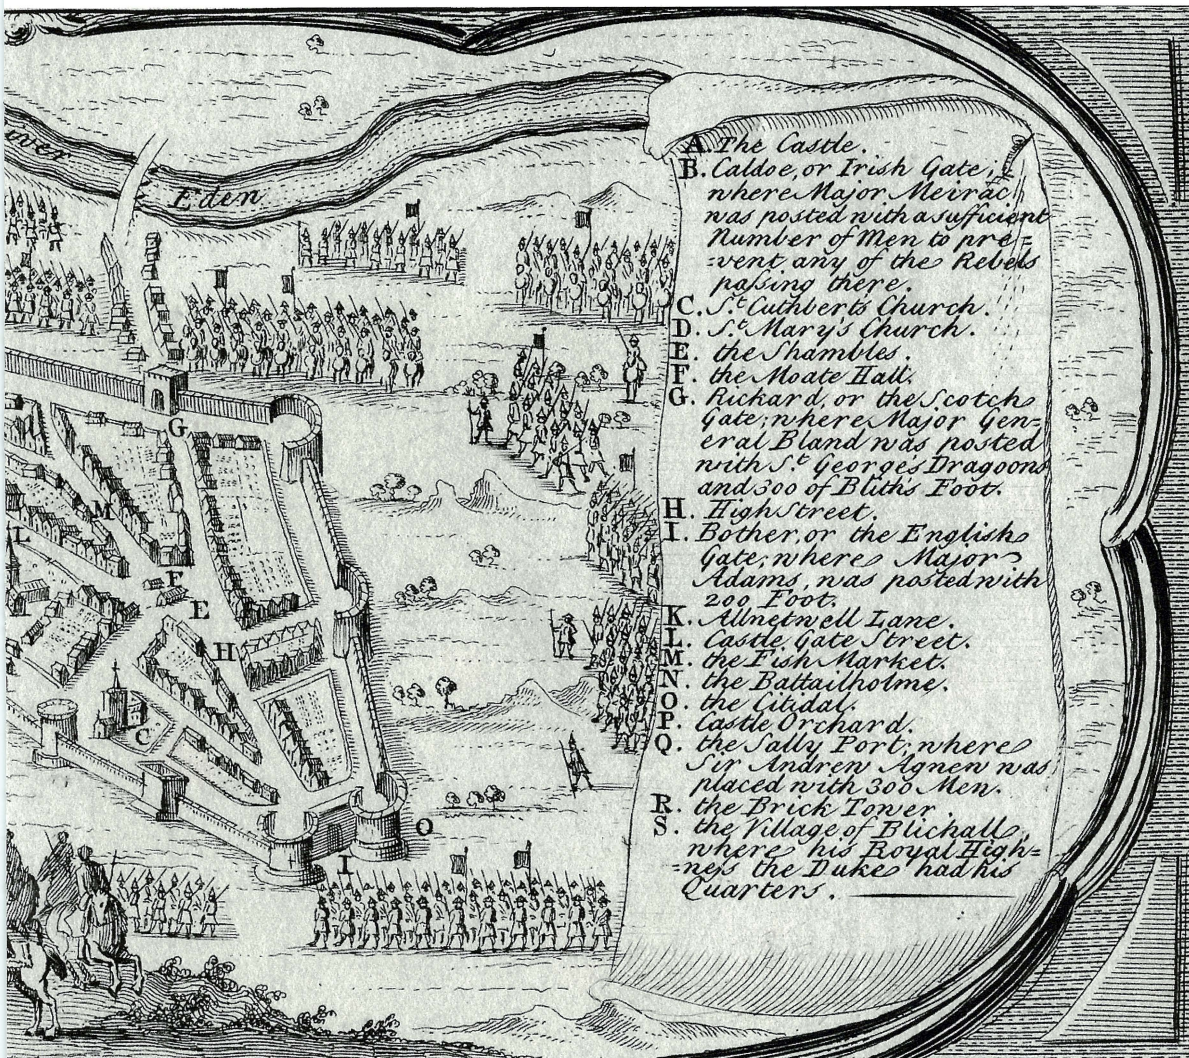 iver
Eden
G
M
L
F
E
H
C
O
I
A. The Castle.
B. Caldoe, or Irish Gate,
where Major Meirac
was posted with a sufficient
Number of Men to pre=
=vent any of the Rebels
paſsing there.
C. St. Cuthberts Church.
D. St. Mary's Church.
E. the Shambles.
F. the Moate Hall.
G. Rickard, or the Scotch
Gate; where Major Gen=
eral Bland was posted
with St. Georges Dragoons
and 300 of Bliths Foot.
H. High Street.
I. Bother, or the English
Gate; where Major
Adams, was posted with
200 Foot.
K. Allnetwell Lane.
L. Castle Gate Street.
M. the Fish Market.
N. the Battailholme.
O. the Citidal.
P. Castle Orchard.
Q. the Sally Port; where
Sir Andrew Agnew was
placed with 300 Men.
R. the Brick Tower.
S. the Village of Blichall,
where his Royal High=
=neſs the Duke had his
Quarters.